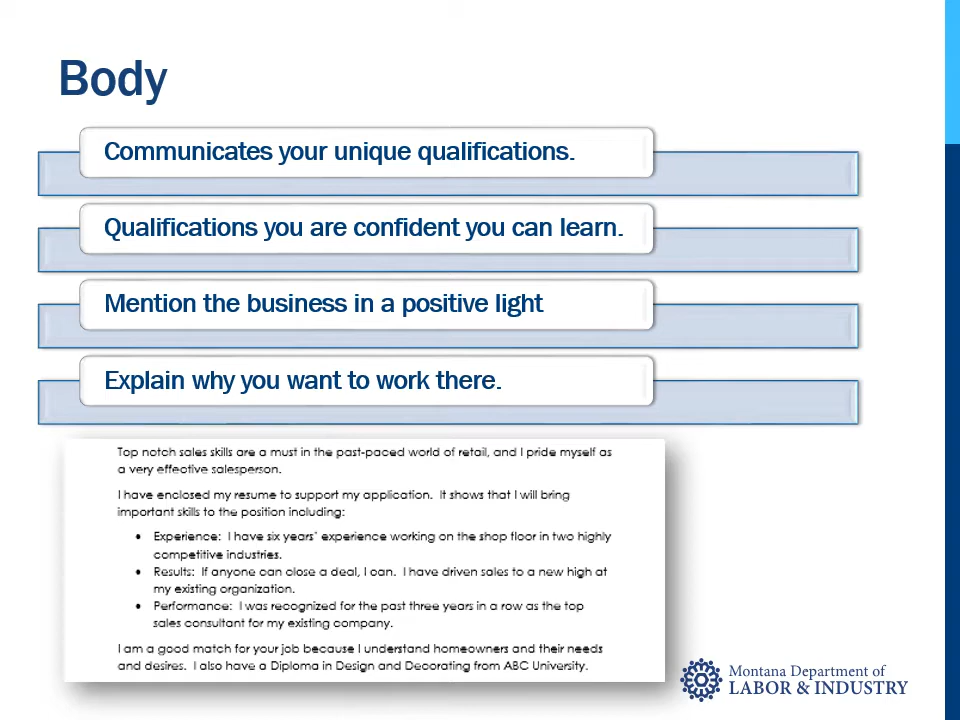 Body
Communicates your unique qualifications.
Qualifications you are confident you can learn.
Mention the business in a positive light
Explain why you want to work there.
Top notch sales skills are a must in the past-paced world of retail, and I pride myself as
a very effective salesperson.
I have enclosed my resume to support my application.  It shows that I will bring
important skills to the position including:
• Experience:  I have six years' experience working on the shop floor in two highly
competitive industries.
• Results:  If anyone can close a deal, I can.  I have driven sales to a new high at
my existing organization.
• Performance:  I was recognized for the past three years in a row as the top
sales consultant for my existing company.
I am a good match for your job because I understand homeowners and their needs
and desires.  I also have a Diploma in Design and Decorating from ABC University.
Montana Department of
LABOR & INDUSTRY